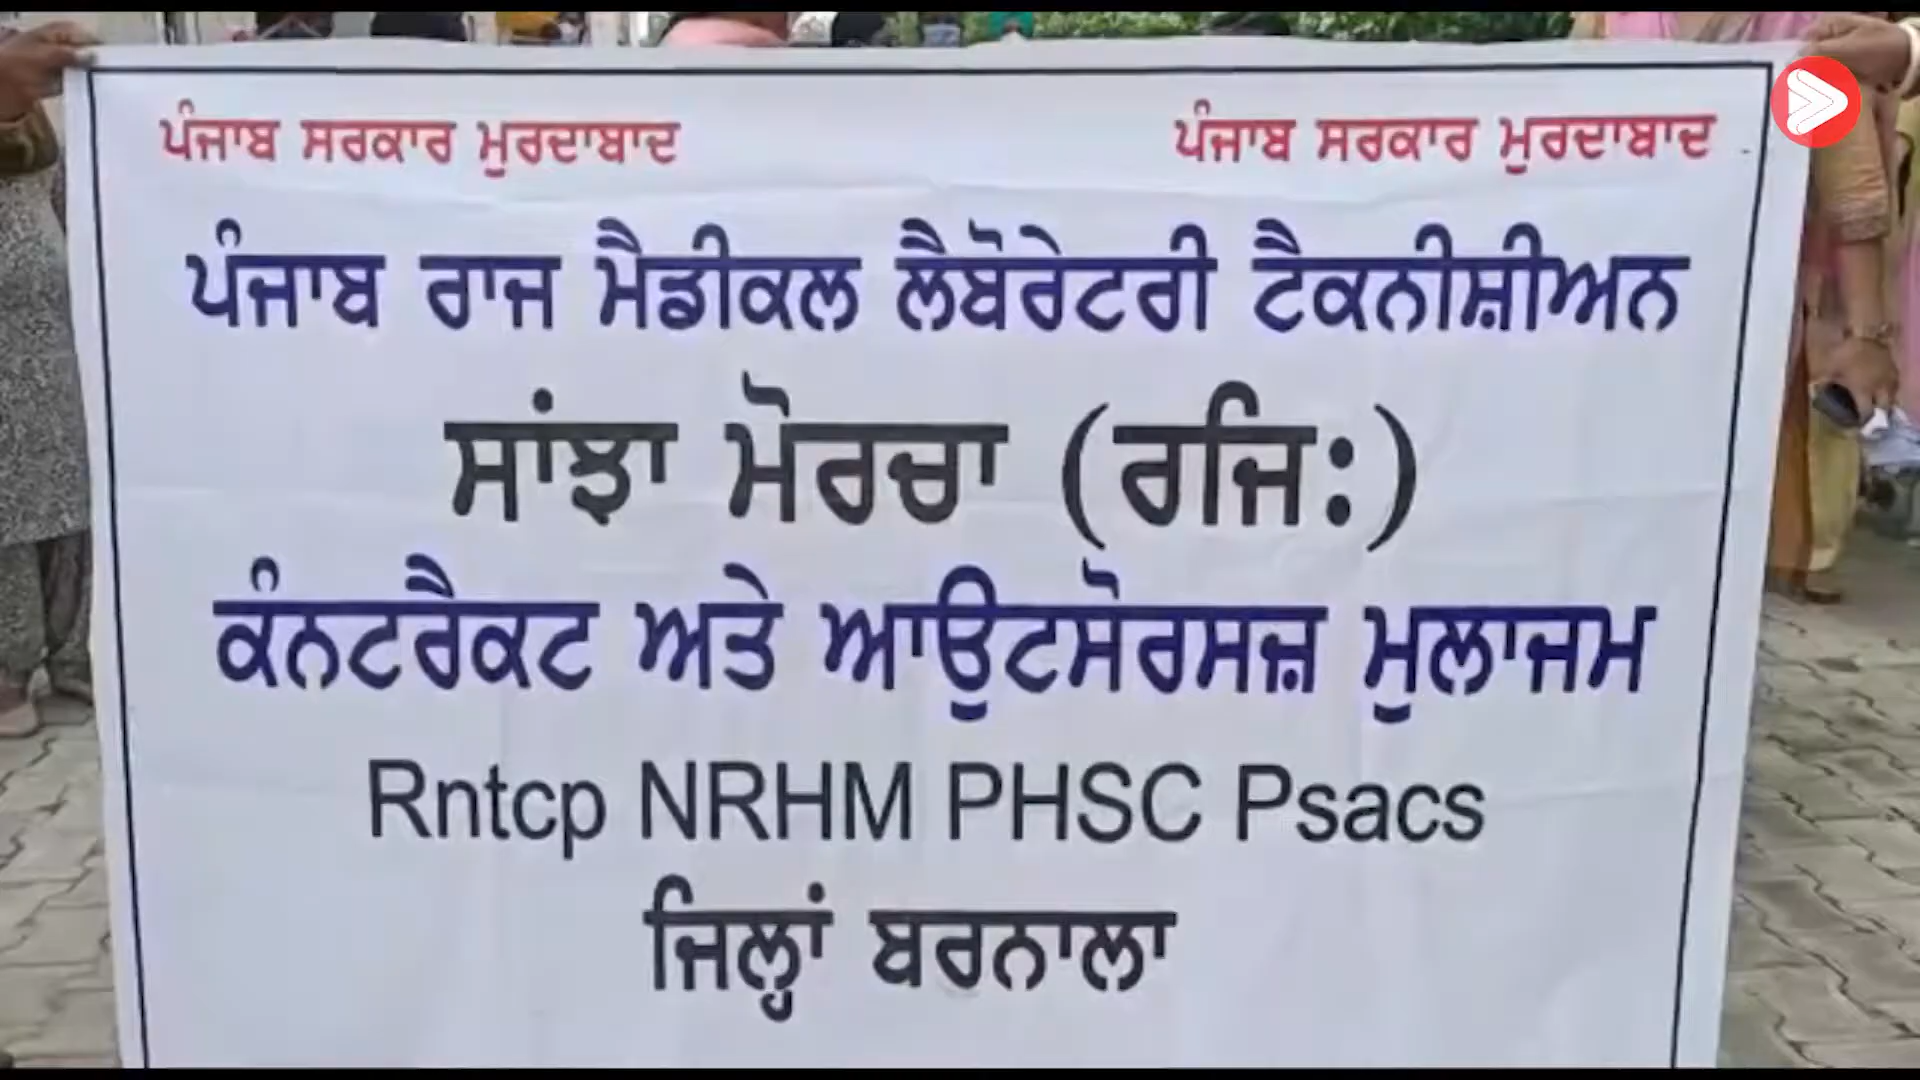 ਪੰਜਾਬ ਸਰਕਾਰ ਮੁਰਦਾਬਾਦ ਪੰਜਾਬ ਸਰਕਾਰ ਮੁਰਦਾਬਾਦ
ਪੰਜਾਬ ਰਾਜ ਮੈਡੀਕਲ ਲੈਬੋਰੇਟਰੀ ਟੈਕਨੀਸ਼ੀਅਨ
ਸਾਂਝਾ ਮੋਰਚਾ (ਰਜਿ:)
ਕੰਨਟਰੈਕਟ ਅਤੇ ਆਊਟਸੋਰਸਜ਼ ਮੁਲਾਜਮ
Rntcp NRHM PHSC Psacs
ਜਿਲ੍ਹਾਂ ਬਰਨਾਲਾ